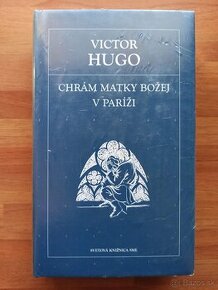 VICTOR
HUGO
CHRÁM MATKY BOŽEJ
V PARÍŽI
SVETOVÁ KNIŽNICA SME